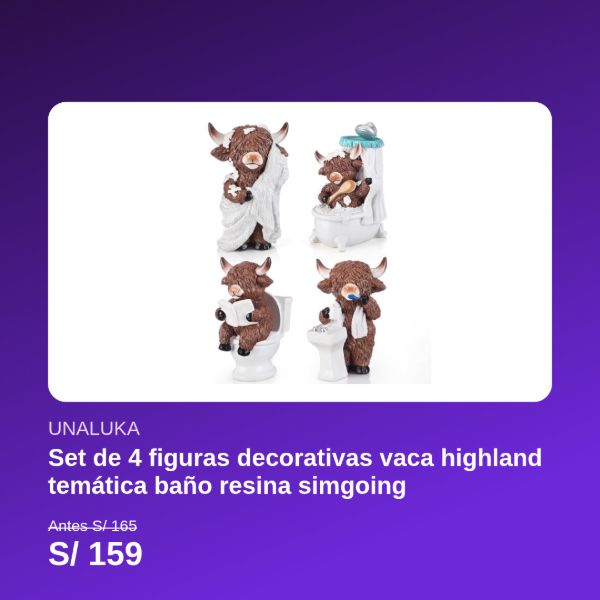 UNALUKA
Set de 4 figuras decorativas vaca highland
temática baño resina simgoing
Antes S/ 165
S/ 159